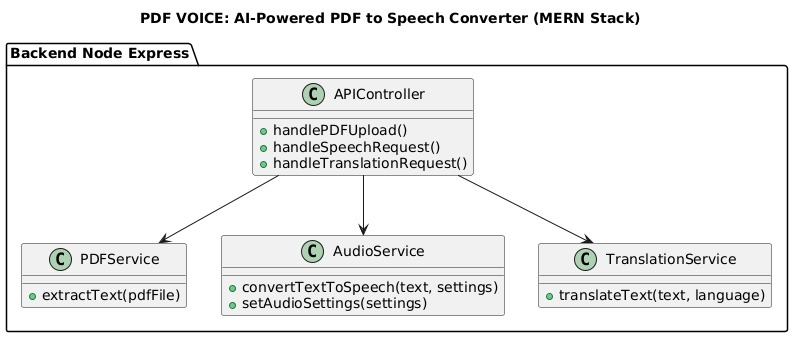 PDF VOICE: AI-Powered PDF to Speech Converter (MERN Stack)
Backend Node Express
C APIController
handlePDFUpload()
handleSpeechRequest()
handleTranslationRequest()
C PDFService
extractText(pdfFile)
C AudioService
convertTextToSpeech(text, settings)
setAudioSettings(settings)
C TranslationService
translateText(text, language)